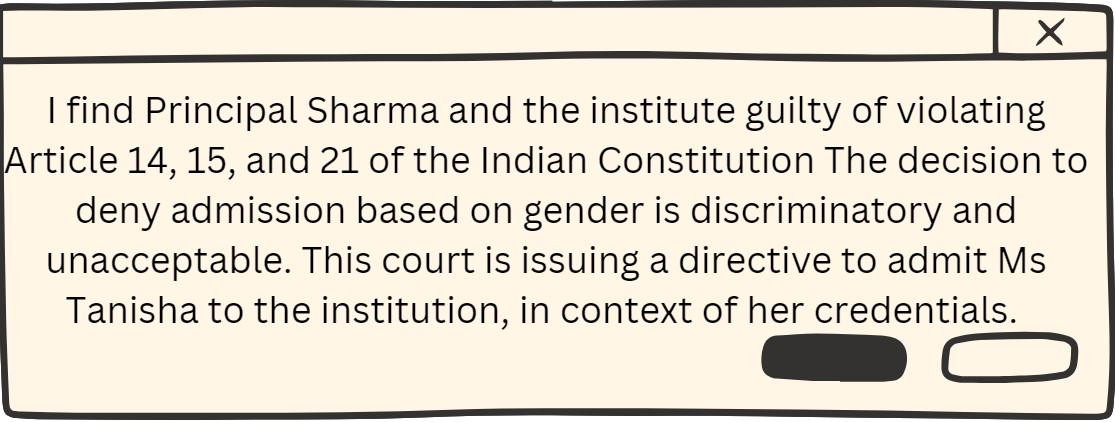 I find Principal Sharma and the institute guilty of violating
Article 14, 15, and 21 of the Indian Constitution The decision to
deny admission based on gender is discriminatory and
unacceptable. This court is issuing a directive to admit Ms
Tanisha to the institution, in context of her credentials.